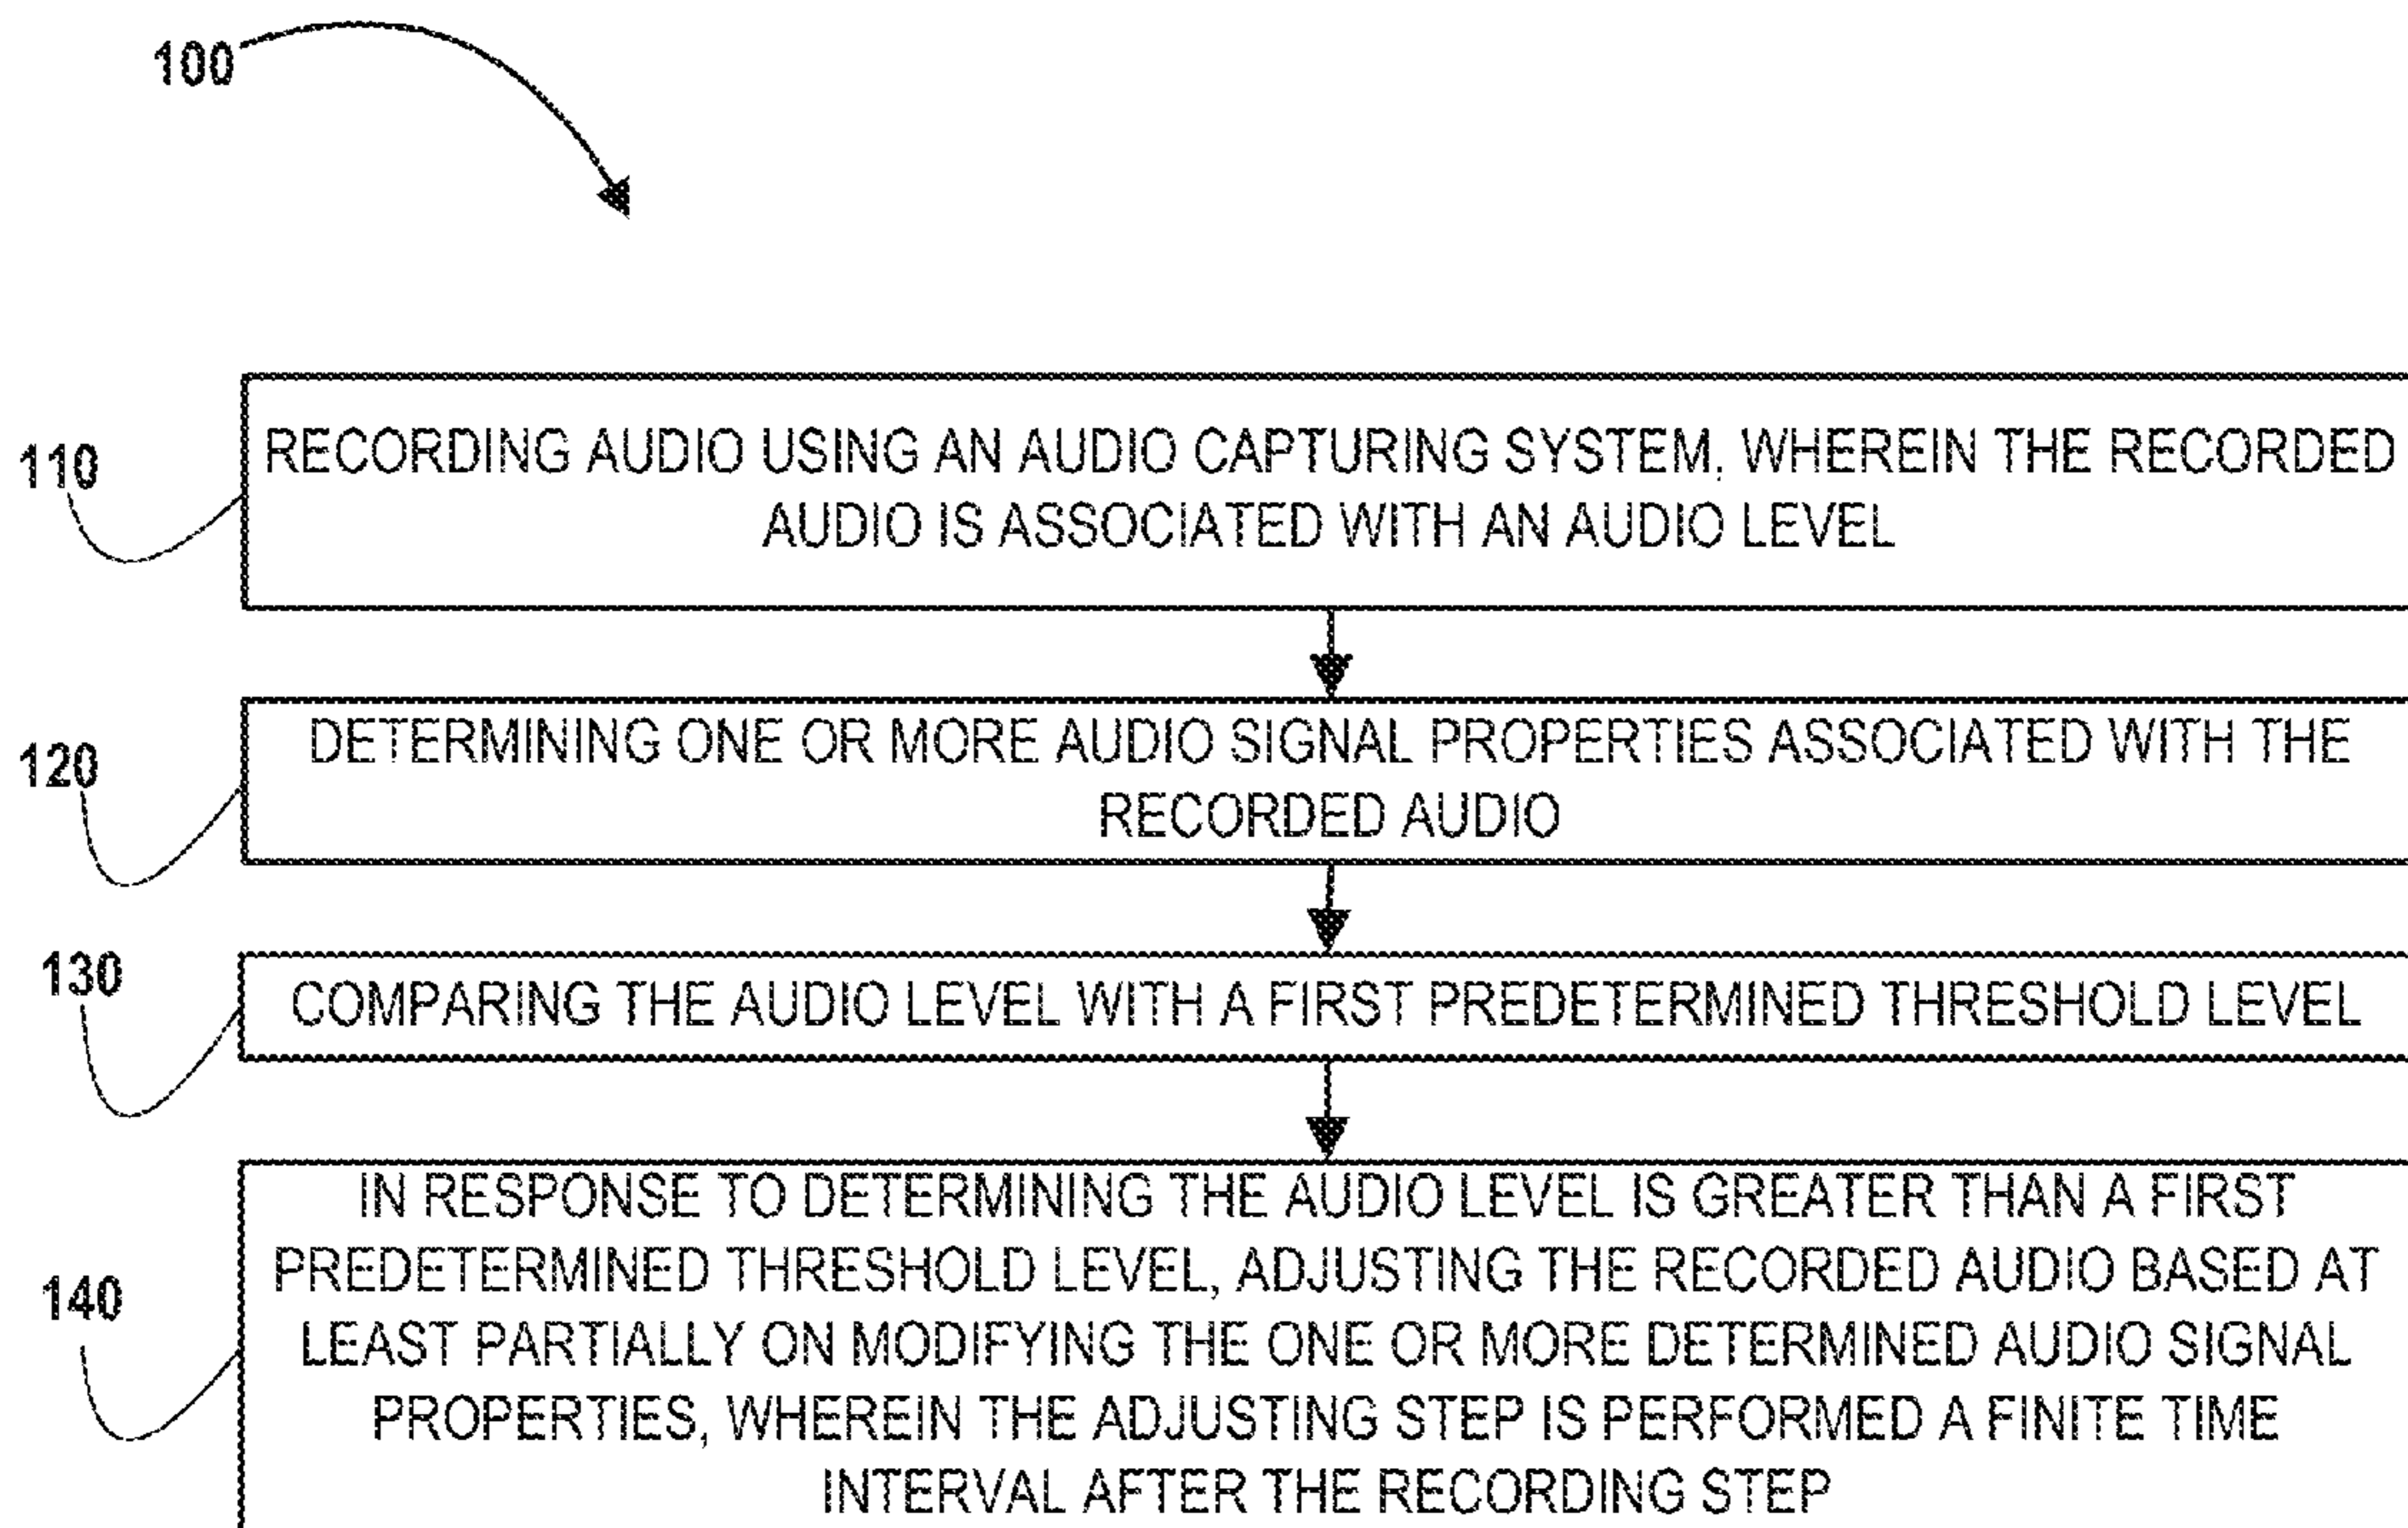 100
110
RECORDING AUDIO USING AN AUDIO CAPTURING SYSTEM, WHEREIN THE RECORDED
AUDIO IS ASSOCIATED WITH AN AUDIO LEVEL
120
DETERMINING ONE OR MORE AUDIO SIGNAL PROPERTIES ASSOCIATED WITH THE
RECORDED AUDIO
130
COMPARING THE AUDIO LEVEL WITH A FIRST PREDETERMINED THRESHOLD LEVEL
140
IN RESPONSE TO DETERMINING THE AUDIO LEVEL IS GREATER THAN A FIRST
PREDETERMINED THRESHOLD LEVEL, ADJUSTING THE RECORDED AUDIO BASED AT
LEAST PARTIALLY ON MODIFYING THE ONE OR MORE DETERMINED AUDIO SIGNAL
PROPERTIES, WHEREIN THE ADJUSTING STEP IS PERFORMED A FINITE TIME
INTERVAL AFTER THE RECORDING STEP